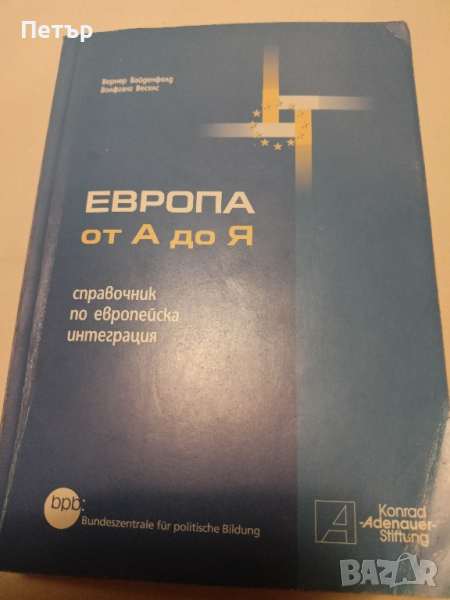 Петър
Вернер Вайденфелд
Волфганг Веселс
ЕВРОПА
от А до Я
справочник
по европейска
интеграция
bpb:
Bundeszentrale für politische Bildung
A
Konrad
-Adenauer-
Stiftung
BAZAR